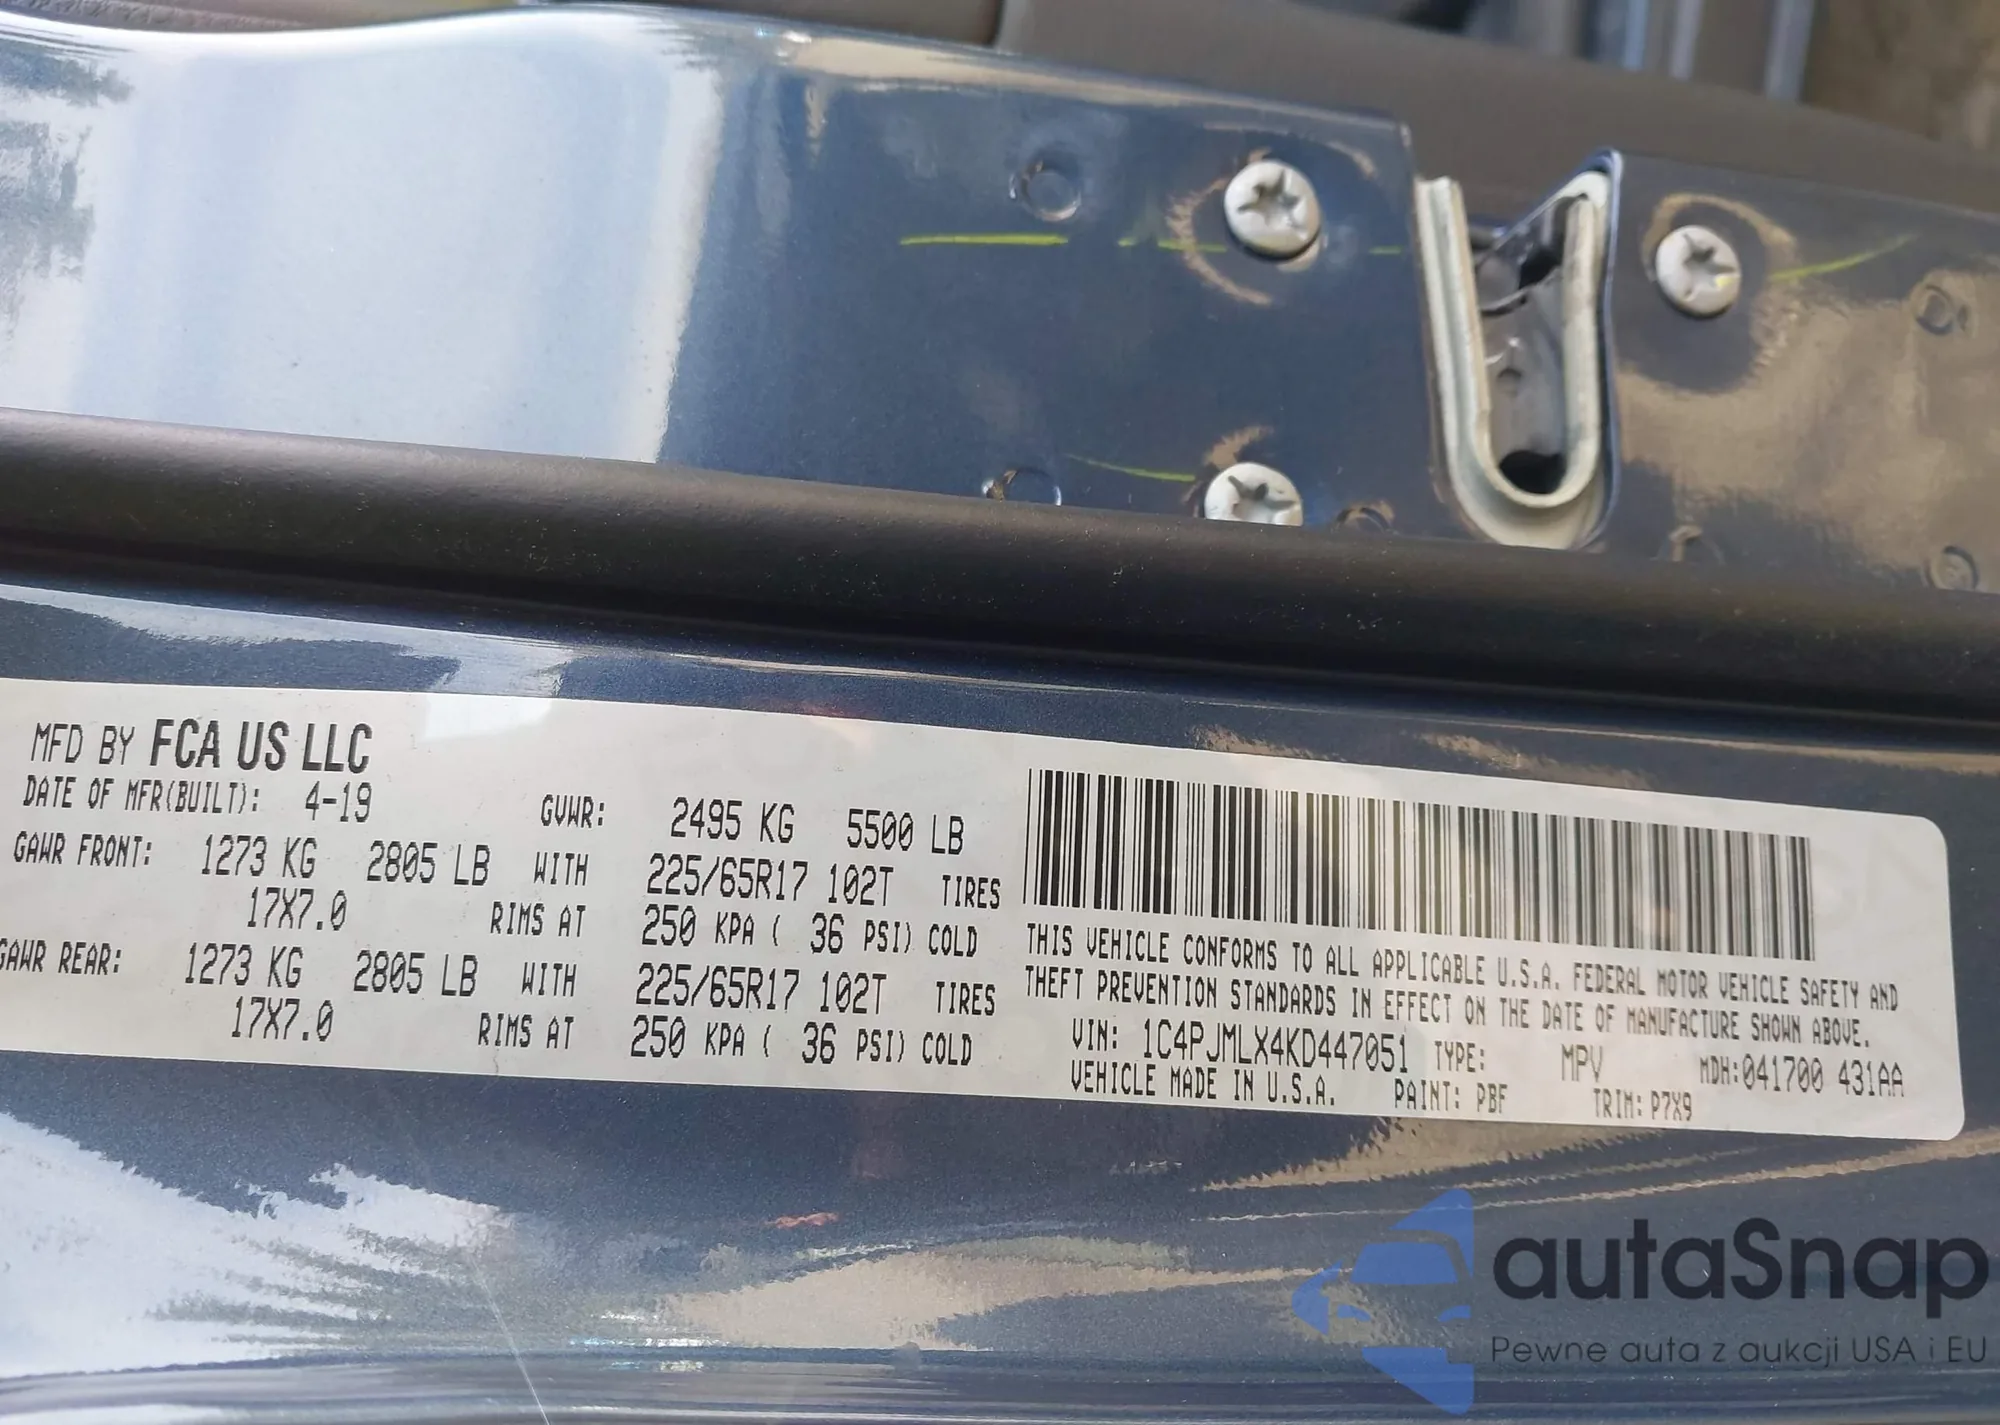 MFD BY FCA US LLC
DATE OF MFR(BUILT): 4-19 GVWR: 2495 KG 5500 LB
GAWR FRONT: 1273 KG 2805 LB WITH 225/65R17 102T TIRES
17X7.0 RIMS AT 250 KPA ( 36 PSI) COLD
GAWR REAR: 1273 KG 2805 LB WITH 225/65R17 102T TIRES
17X7.0 RIMS AT 250 KPA ( 36 PSI) COLD
THIS VEHICLE CONFORMS TO ALL APPLICABLE U.S.A. FEDERAL MOTOR VEHICLE SAFETY AND
THEFT PREVENTION STANDARDS IN EFFECT ON THE DATE OF MANUFACTURE SHOWN ABOVE.
VIN: 1C4PJMLX4KD447051 TYPE: MPV MDH:041700 431AA
VEHICLE MADE IN U.S.A. PAINT: PBF TRIM: P7X9
autaSnap
Pewne auta z aukcji USA i EU